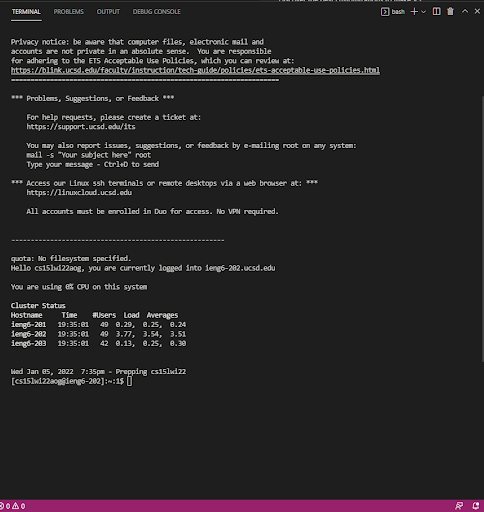 TERMINAL PROBLEMS OUTPUT DEBUG CONSOLE bash
Privacy notice: be aware that computer files, electronic mail and
accounts are not private in an absolute sense.  You are responsible
for adhering to the ETS Acceptable Use Policies, which you can review at:
https://blink.ucsd.edu/faculty/instruction/tech-guide/policies/ets-acceptable-use-policies.html
=====================================================================
*** Problems, Suggestions, or Feedback ***
For help requests, please create a ticket at:
https://support.ucsd.edu/its
You may also report issues, suggestions, or feedback by e-mailing root on any system:
mail -s "Your subject here" root
Type your message - Ctrl+D to send
*** Access our Linux ssh terminals or remote desktops via a web browser at: ***
https://linuxcloud.ucsd.edu
All accounts must be enrolled in Duo for access. No VPN required.
-------------------------------------------------------
quota: No filesystem specified.
Hello cs15lwi22aog, you are currently logged into ieng6-202.ucsd.edu
You are using 0% CPU on this system
Cluster Status
Hostname     Time    #Users  Load  Averages
ieng6-201   19:35:01   49  0.29,  0.25,  0.24
ieng6-202   19:35:01   49  3.77,  3.54,  3.51
ieng6-203   19:35:01   42  0.13,  0.25,  0.30
Wed Jan 05, 2022  7:35pm - Prepping cs15lwi22
[cs15lwi22aog@ieng6-202]:~:1$
0 0